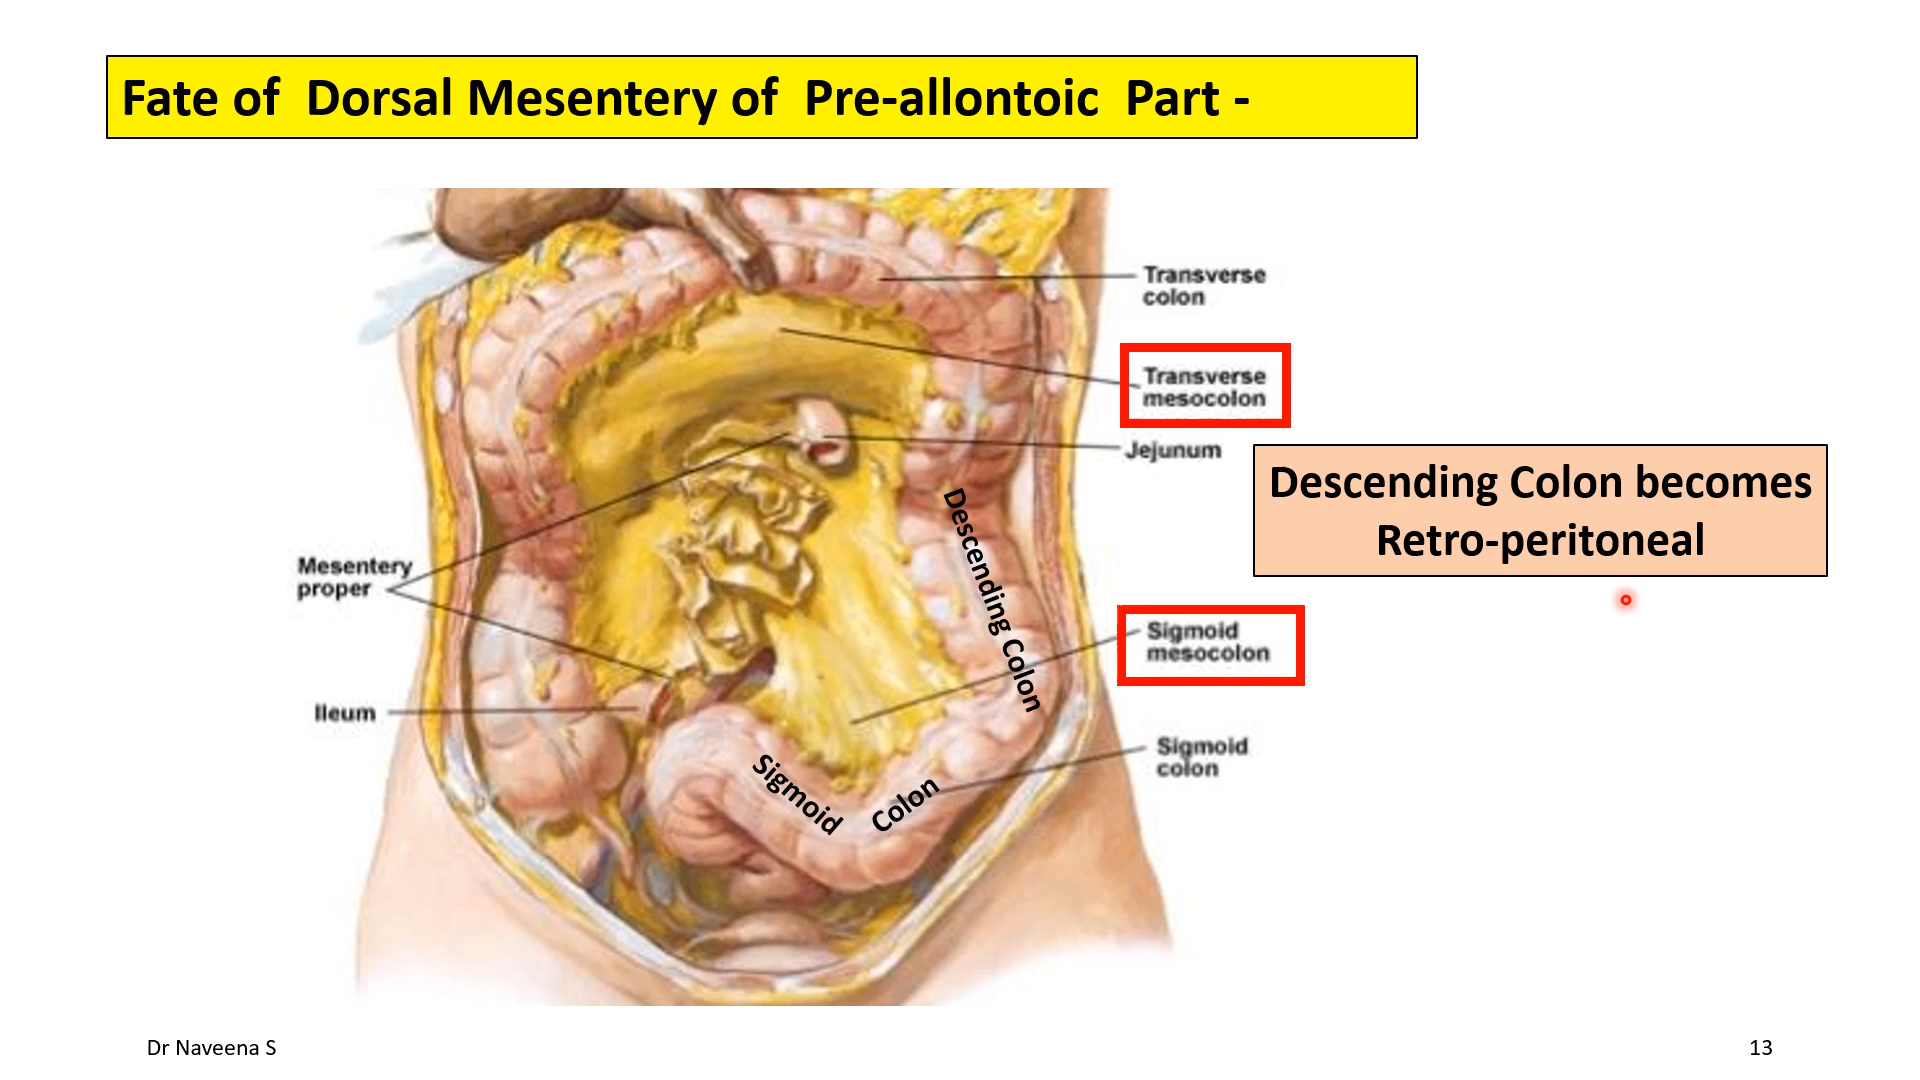 Fate of Dorsal Mesentery of Pre-allontoic Part -
Transverse
colon
Transverse
mesocolon
Jejunum
Descending Colon becomes
Retro-peritoneal
Descending Colon
Mesentery
proper
Sigmoid
mesocolon
Ileum
Sigmoid
colon
Sigmoid Colon
Dr Naveena S
13